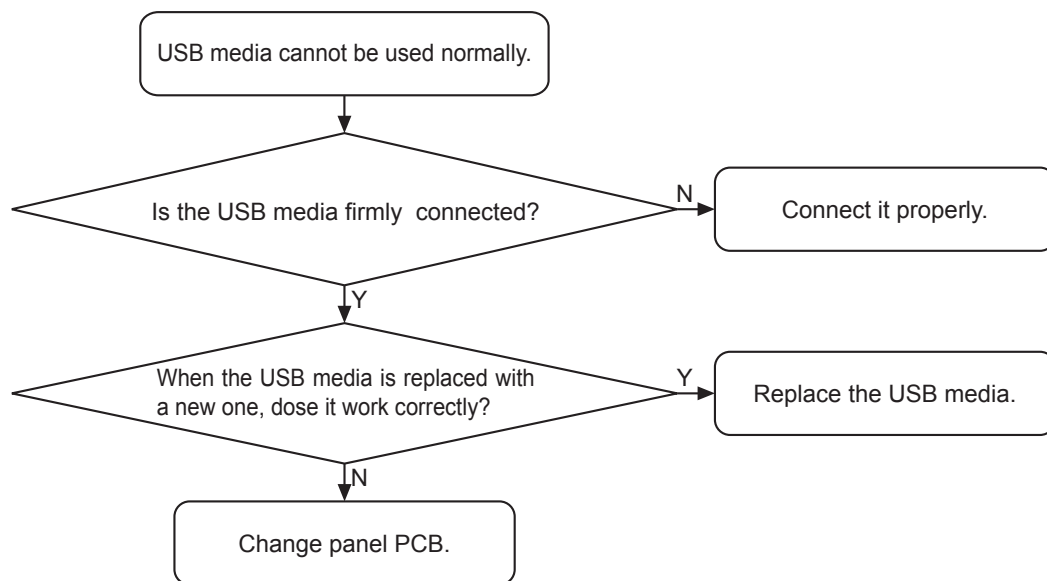 USB media cannot be used normally.
Is the USB media firmly connected?
N
Connect it properly.
Y
When the USB media is replaced with
a new one, dose it work correctly?
Y
Replace the USB media.
N
Change panel PCB.